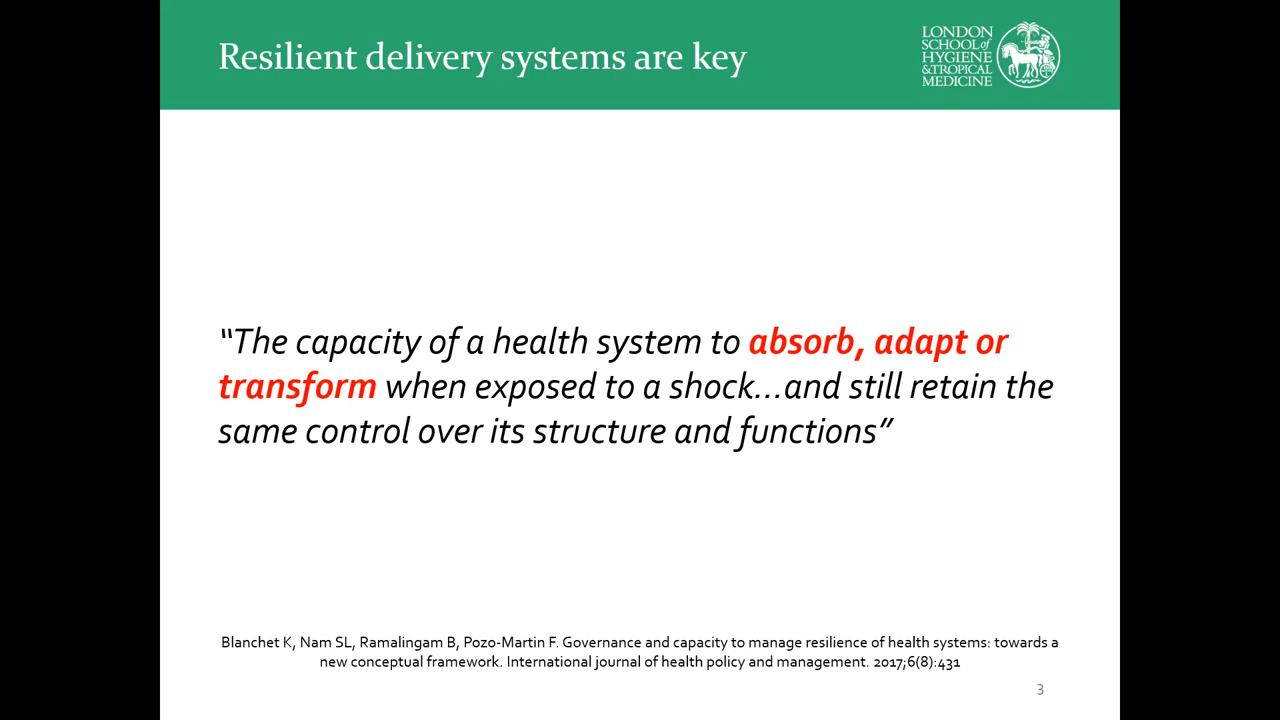 Resilient delivery systems are key
LONDON
SCHOOL of
HYGIENE
& TROPICAL
MEDICINE
“The capacity of a health system to absorb, adapt or
transform when exposed to a shock...and still retain the
same control over its structure and functions”
Blanchet K, Nam SL, Ramalingam B, Pozo-Martin F. Governance and capacity to manage resilience of health systems: towards a
new conceptual framework. International journal of health policy and management. 2017;6(8):431
3